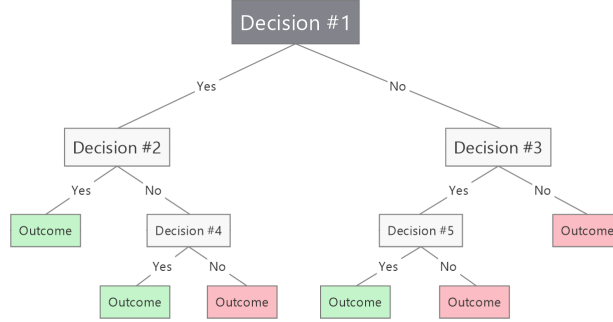 Decision #1
Yes
No
Decision #2
Decision #3
Yes
No
Yes
No
Outcome
Decision #4
Decision #5
Outcome
Yes
No
Yes
No
Outcome
Outcome
Outcome
Outcome